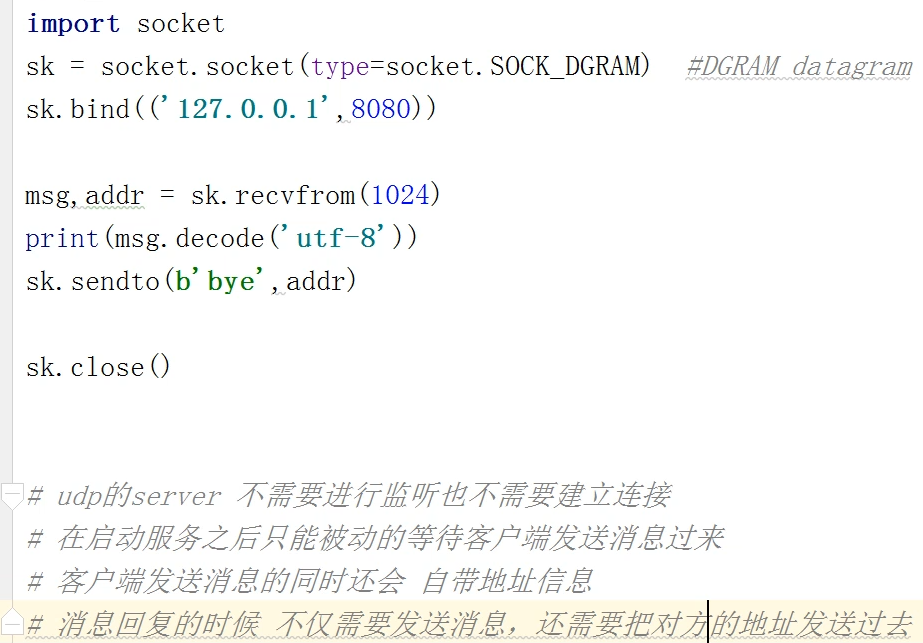 import socket
sk = socket.socket(type=socket.SOCK_DGRAM)  #DGRAM datagram
sk.bind(('127.0.0.1',8080))
msg,addr = sk.recvfrom(1024)
print(msg.decode('utf-8'))
sk.sendto(b'bye',addr)
sk.close()
# udp的server 不需要进行监听也不需要建立连接
# 在启动服务之后只能被动的等待客户端发送消息过来
# 客户端发送消息的同时还会 自带地址信息
# 消息回复的时候 不仅需要发送消息，还需要把对方的地址发送过去